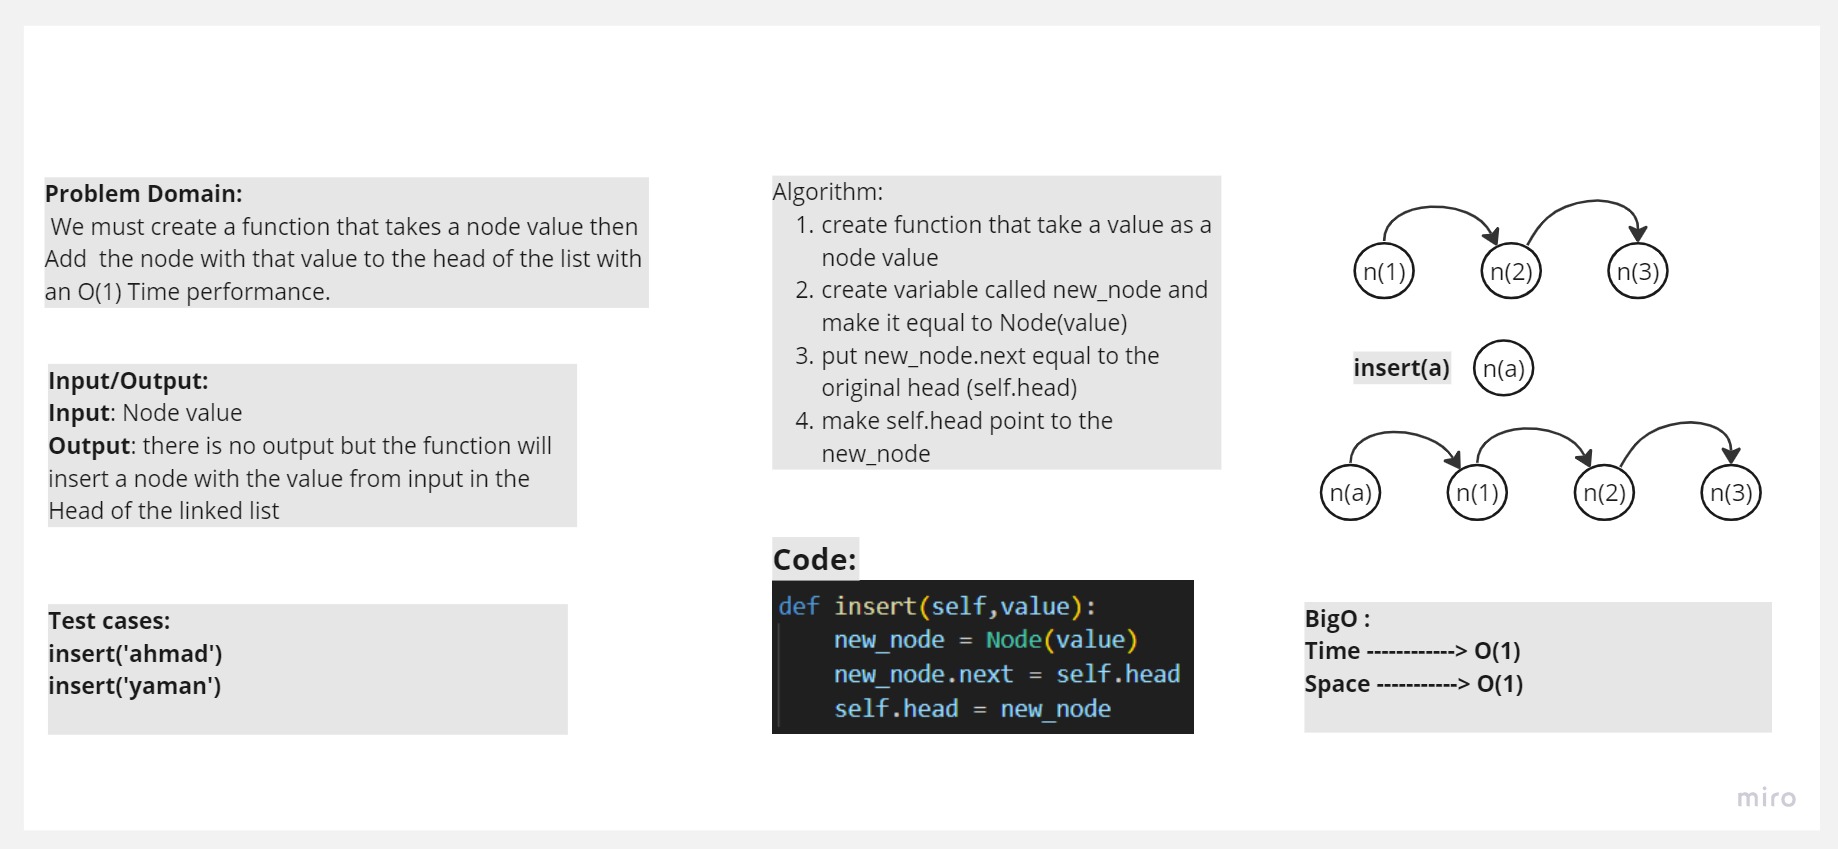 Problem Domain:
We must create a function that takes a node value then
Add  the node with that value to the head of the list with
an O(1) Time performance.
Input/Output:
Input: Node value
Output: there is no output but the function will
insert a node with the value from input in the
Head of the linked list
Test cases:
insert('ahmad')
insert('yaman')
Algorithm:
1. create function that take a value as a
node value
2. create variable called new_node and
make it equal to Node(value)
3. put new_node.next equal to the
original head (self.head)
4. make self.head point to the
new_node
Code:
def insert(self,value):
    new_node = Node(value)
    new_node.next = self.head
    self.head = new_node
n(1) n(2) n(3)
insert(a) n(a)
n(a) n(1) n(2) n(3)
BigO :
Time ------------> O(1)
Space -----------> O(1)
miro